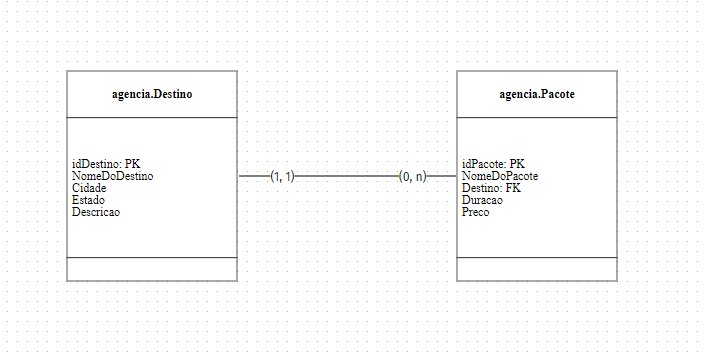 agencia.Destino
idDestino: PK
NomeDoDestino
Cidade
Estado
Descricao
(1, 1)
(0, n)
agencia.Pacote
idPacote: PK
NomeDoPacote
Destino: FK
Duracao
Preco